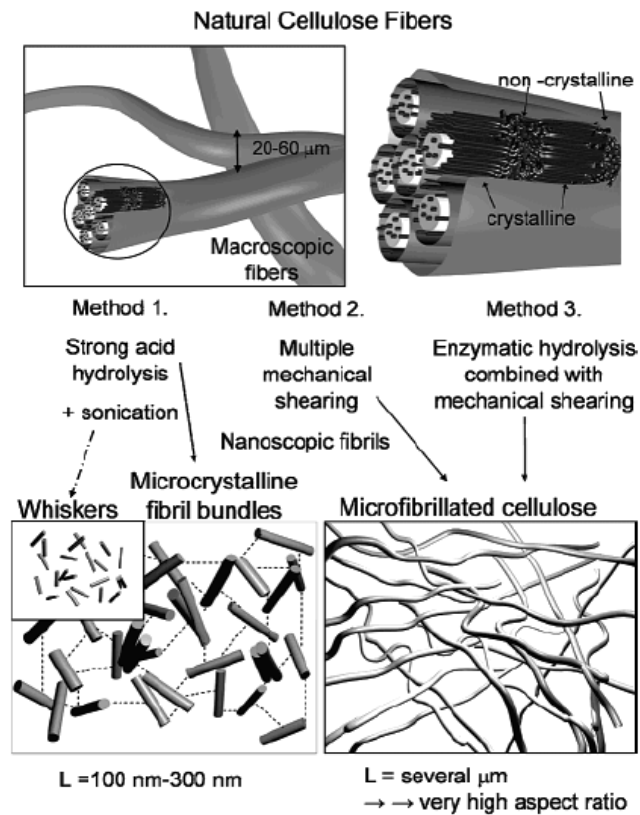 Natural Cellulose Fibers
20-60 μm
Macroscopic
fibers
non -crystalline
crystalline
Method 1.
Strong acid
hydrolysis
+ sonication
Method 2.
Multiple
mechanical
shearing
Method 3.
Enzymatic hydrolysis
combined with
mechanical shearing
Nanoscopic fibrils
Whiskers
Microcrystalline
fibril bundles
Microfibrillated cellulose
L =100 nm-300 nm
L = several μm
→ → very high aspect ratio